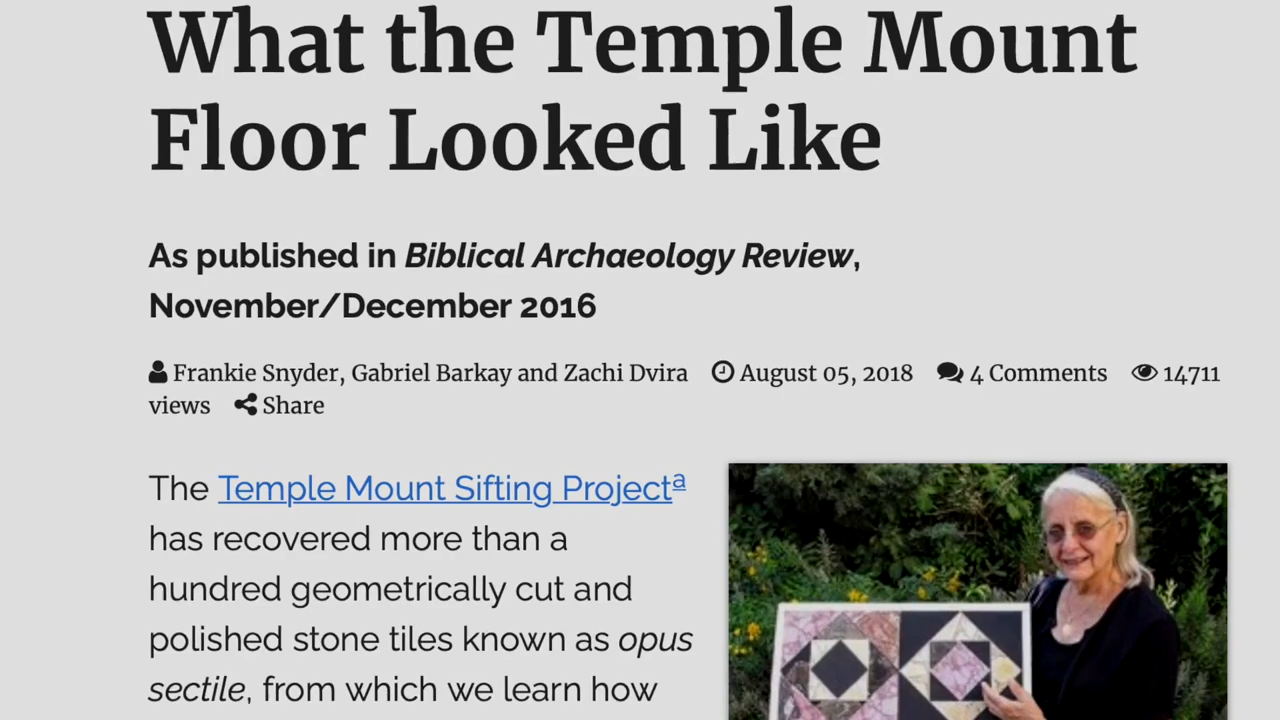 What the Temple Mount
Floor Looked Like
As published in Biblical Archaeology Review,
November/December 2016
Frankie Snyder, Gabriel Barkay and Zachi Dvira August 05, 2018 4 Comments 14711
views Share
The Temple Mount Sifting Projectª
has recovered more than a
hundred geometrically cut and
polished stone tiles known as opus
sectile, from which we learn how